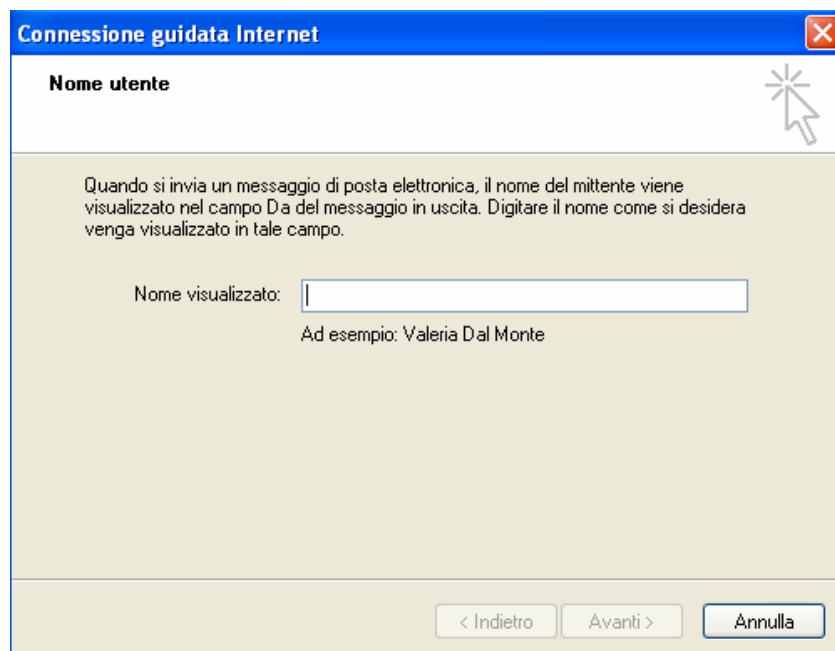 Connessione guidata Internet
Nome utente
Quando si invia un messaggio di posta elettronica, il nome del mittente viene
visualizzato nel campo Da del messaggio in uscita. Digitare il nome come si desidera
venga visualizzato in tale campo.
Nome visualizzato:
Ad esempio: Valeria Dal Monte
< Indietro Avanti > Annulla